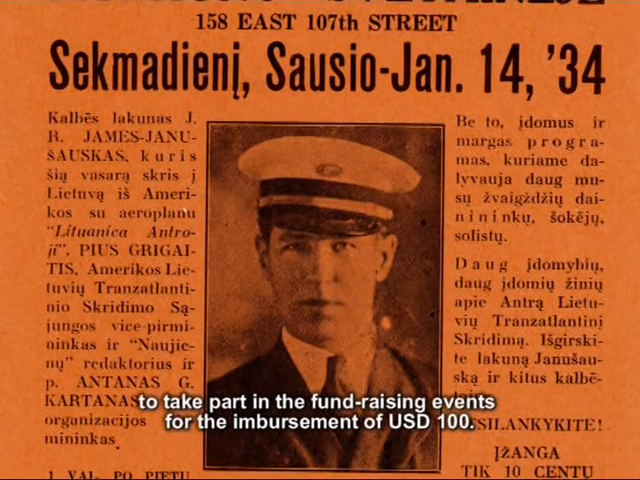 158 EAST 107th STREET
Sekmadienį, Sausio-Jan. 14, '34
Kalbės lakunas J.
R. JAMES-JANU-
ŠAUSKAS, kuris
šią vasarą skris į
Lietuvą iš Ameri-
kos su aeroplanu
“Lituanica Antro-
ji”, PIUS GRIGAI-
TIS, Amerikos Lie-
tuvių Tranzatlanti-
nio Skridimo Są-
jungos vice-pirmi-
ninkas ir “Naujie-
nų” redaktorius ir
p. ANTANAS G.
KARTANAS
organizacijos
mininkas
1 VAL. PO PIETŲ
Be to, įdomus ir
margas progra-
mas, kuriame da-
lyvauja daug mu-
sų žvaigždžių dai-
nininkų, šokėjų,
solistų.
Daug įdomybių,
daug įdomių žinių
apie Antrą Lietu-
vių Tranzatlantinį
Skridimą. Išgirski-
te lakuną Janušau-
ską ir kitus kalbė-
ESILANKYKITE!
ĮŽANGA
TIK 10 CENTŲ
to take part in the fund-raising events
for the imbursement of USD 100.